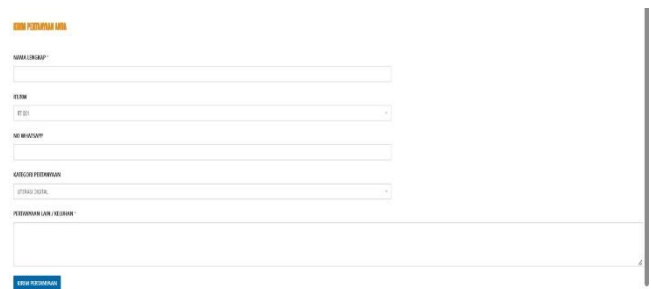 KIRIM PERTANYAAN ANDA
NAMA LENGKAP *
RT/RW
RT 001
NO WHATSAPP
KATEGORI PERTANYAAN
LITERASI DIGITAL
PERTANYAAN LAIN / KELUHAN *
KIRIM PERTANYAAN